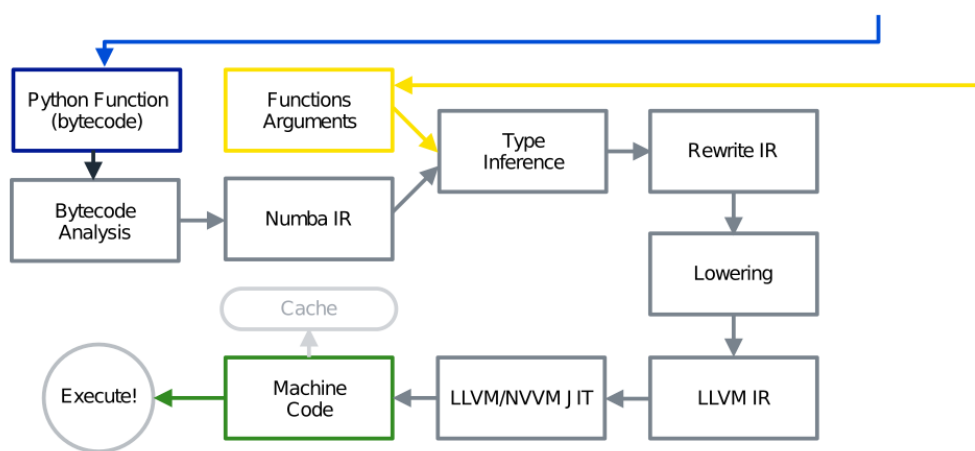 Python Function
(bytecode)
Functions
Arguments
Type
Inference
Rewrite IR
Bytecode
Analysis
Numba IR
Lowering
Cache
Execute!
Machine
Code
LLVM/NVVM JIT
LLVM IR